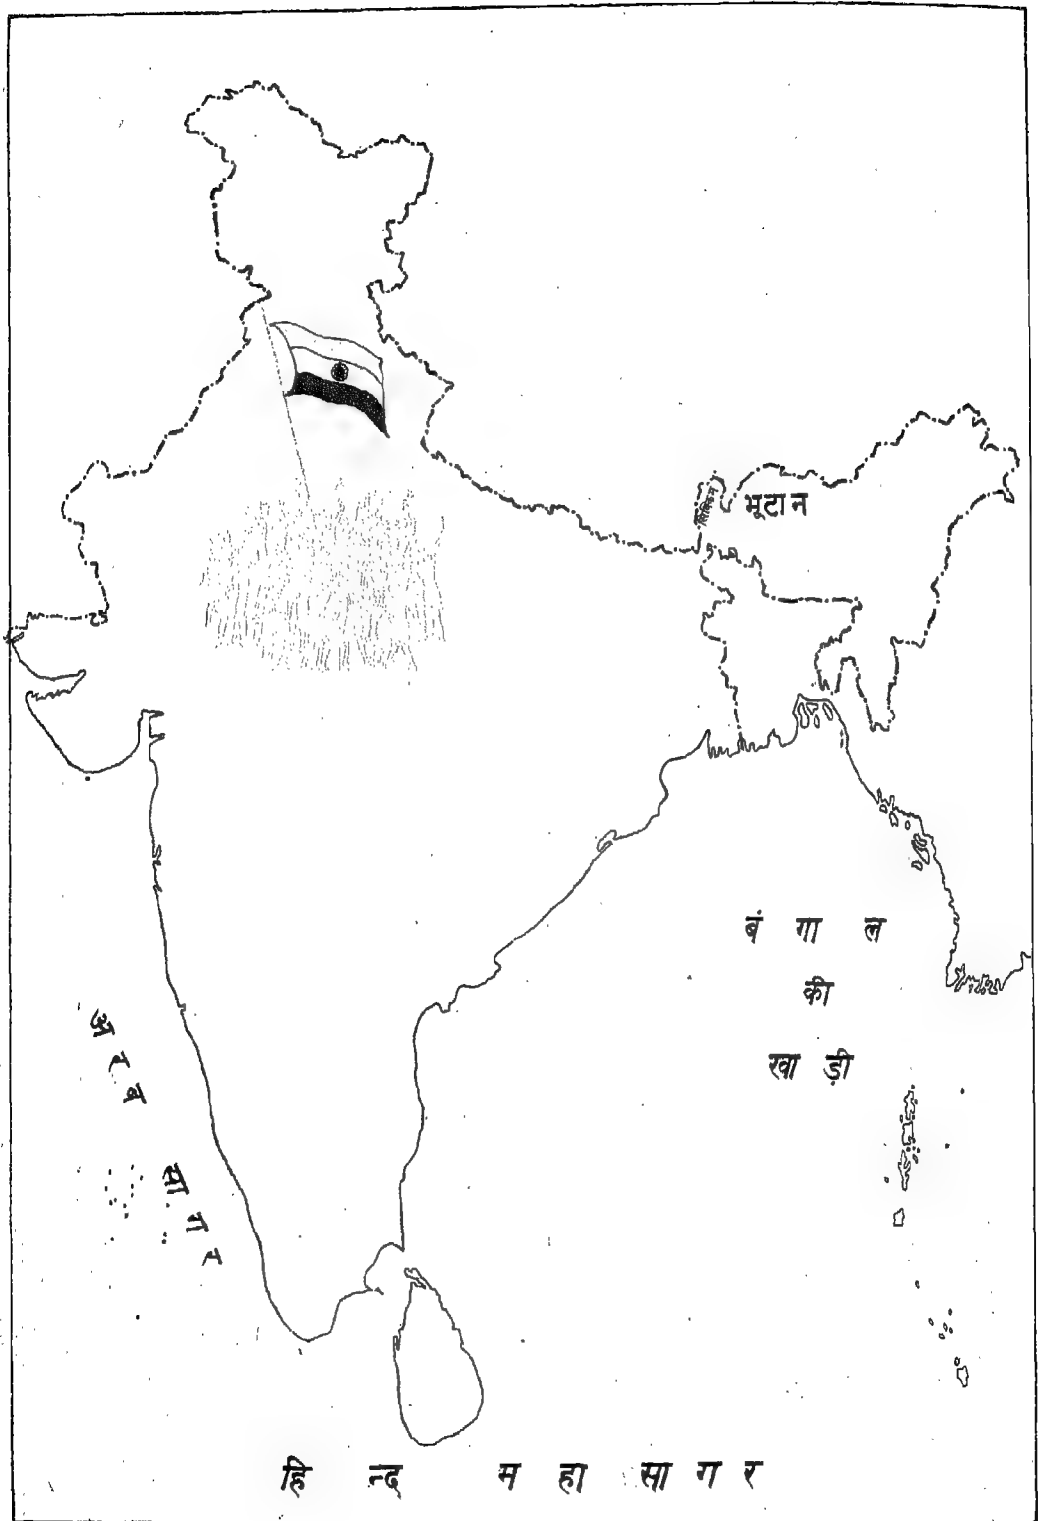 सिक्किम
भूटान
बंगाल
की
खाड़ी
अरब सागर
हिन्द महासागर